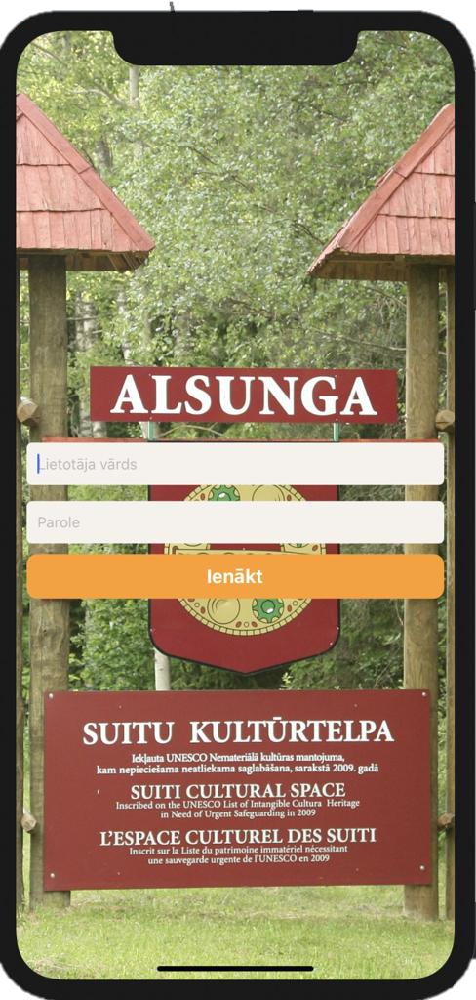 ALSUNGA
Lietotāja vārds
Parole
Ienākt
SUITU KULTŪRTELPA
Iekļauta UNESCO Nemateriālā kultūras mantojuma,
kam nepieciešama neatliekama saglabāšana, sarakstā 2009. gadā
SUITI CULTURAL SPACE
Inscribed on the UNESCO List of Intangible Cultura Heritage
in Need of Urgent Safeguarding in 2009
L'ESPACE CULTUREL DES SUITI
Inscrit sur la Liste du patrimoine immatériel nécessitant
une sauvegarde urgente de l'UNESCO en 2009